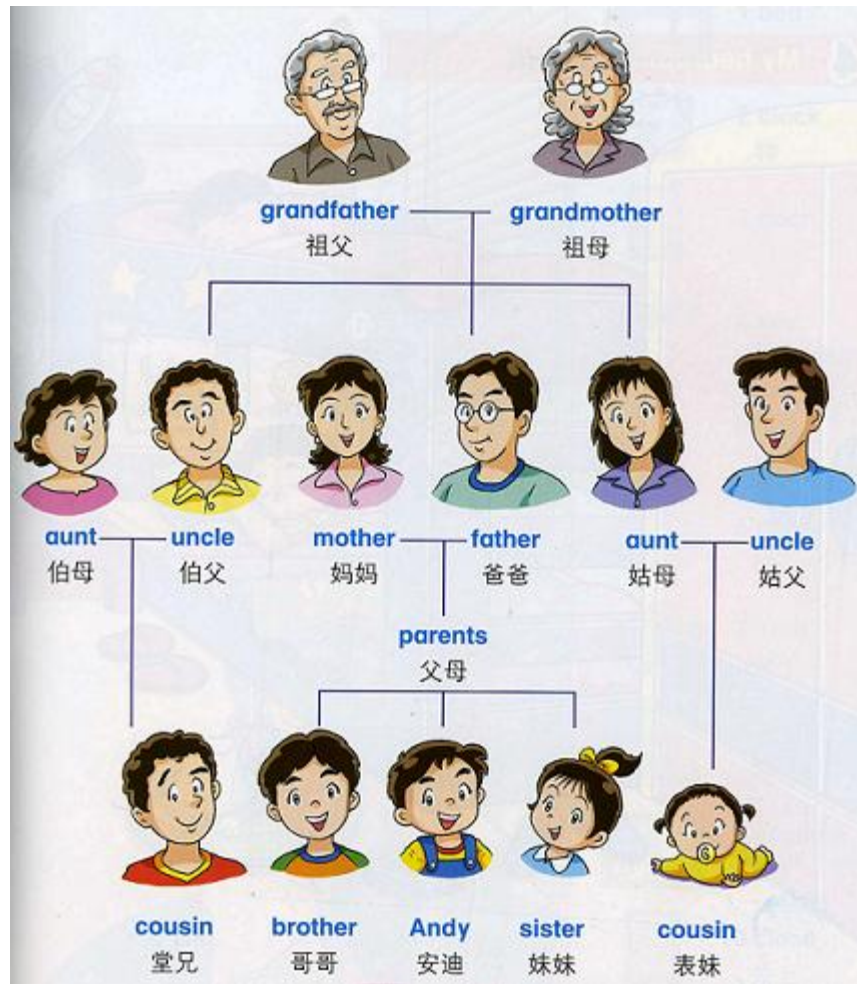 grandfather grandmother
祖父 祖母
aunt uncle mother father aunt uncle
伯母 伯父 妈妈 爸爸 姑母 姑父
parents
父母
cousin brother Andy sister cousin
堂兄 哥哥 安迪 妹妹 表妹